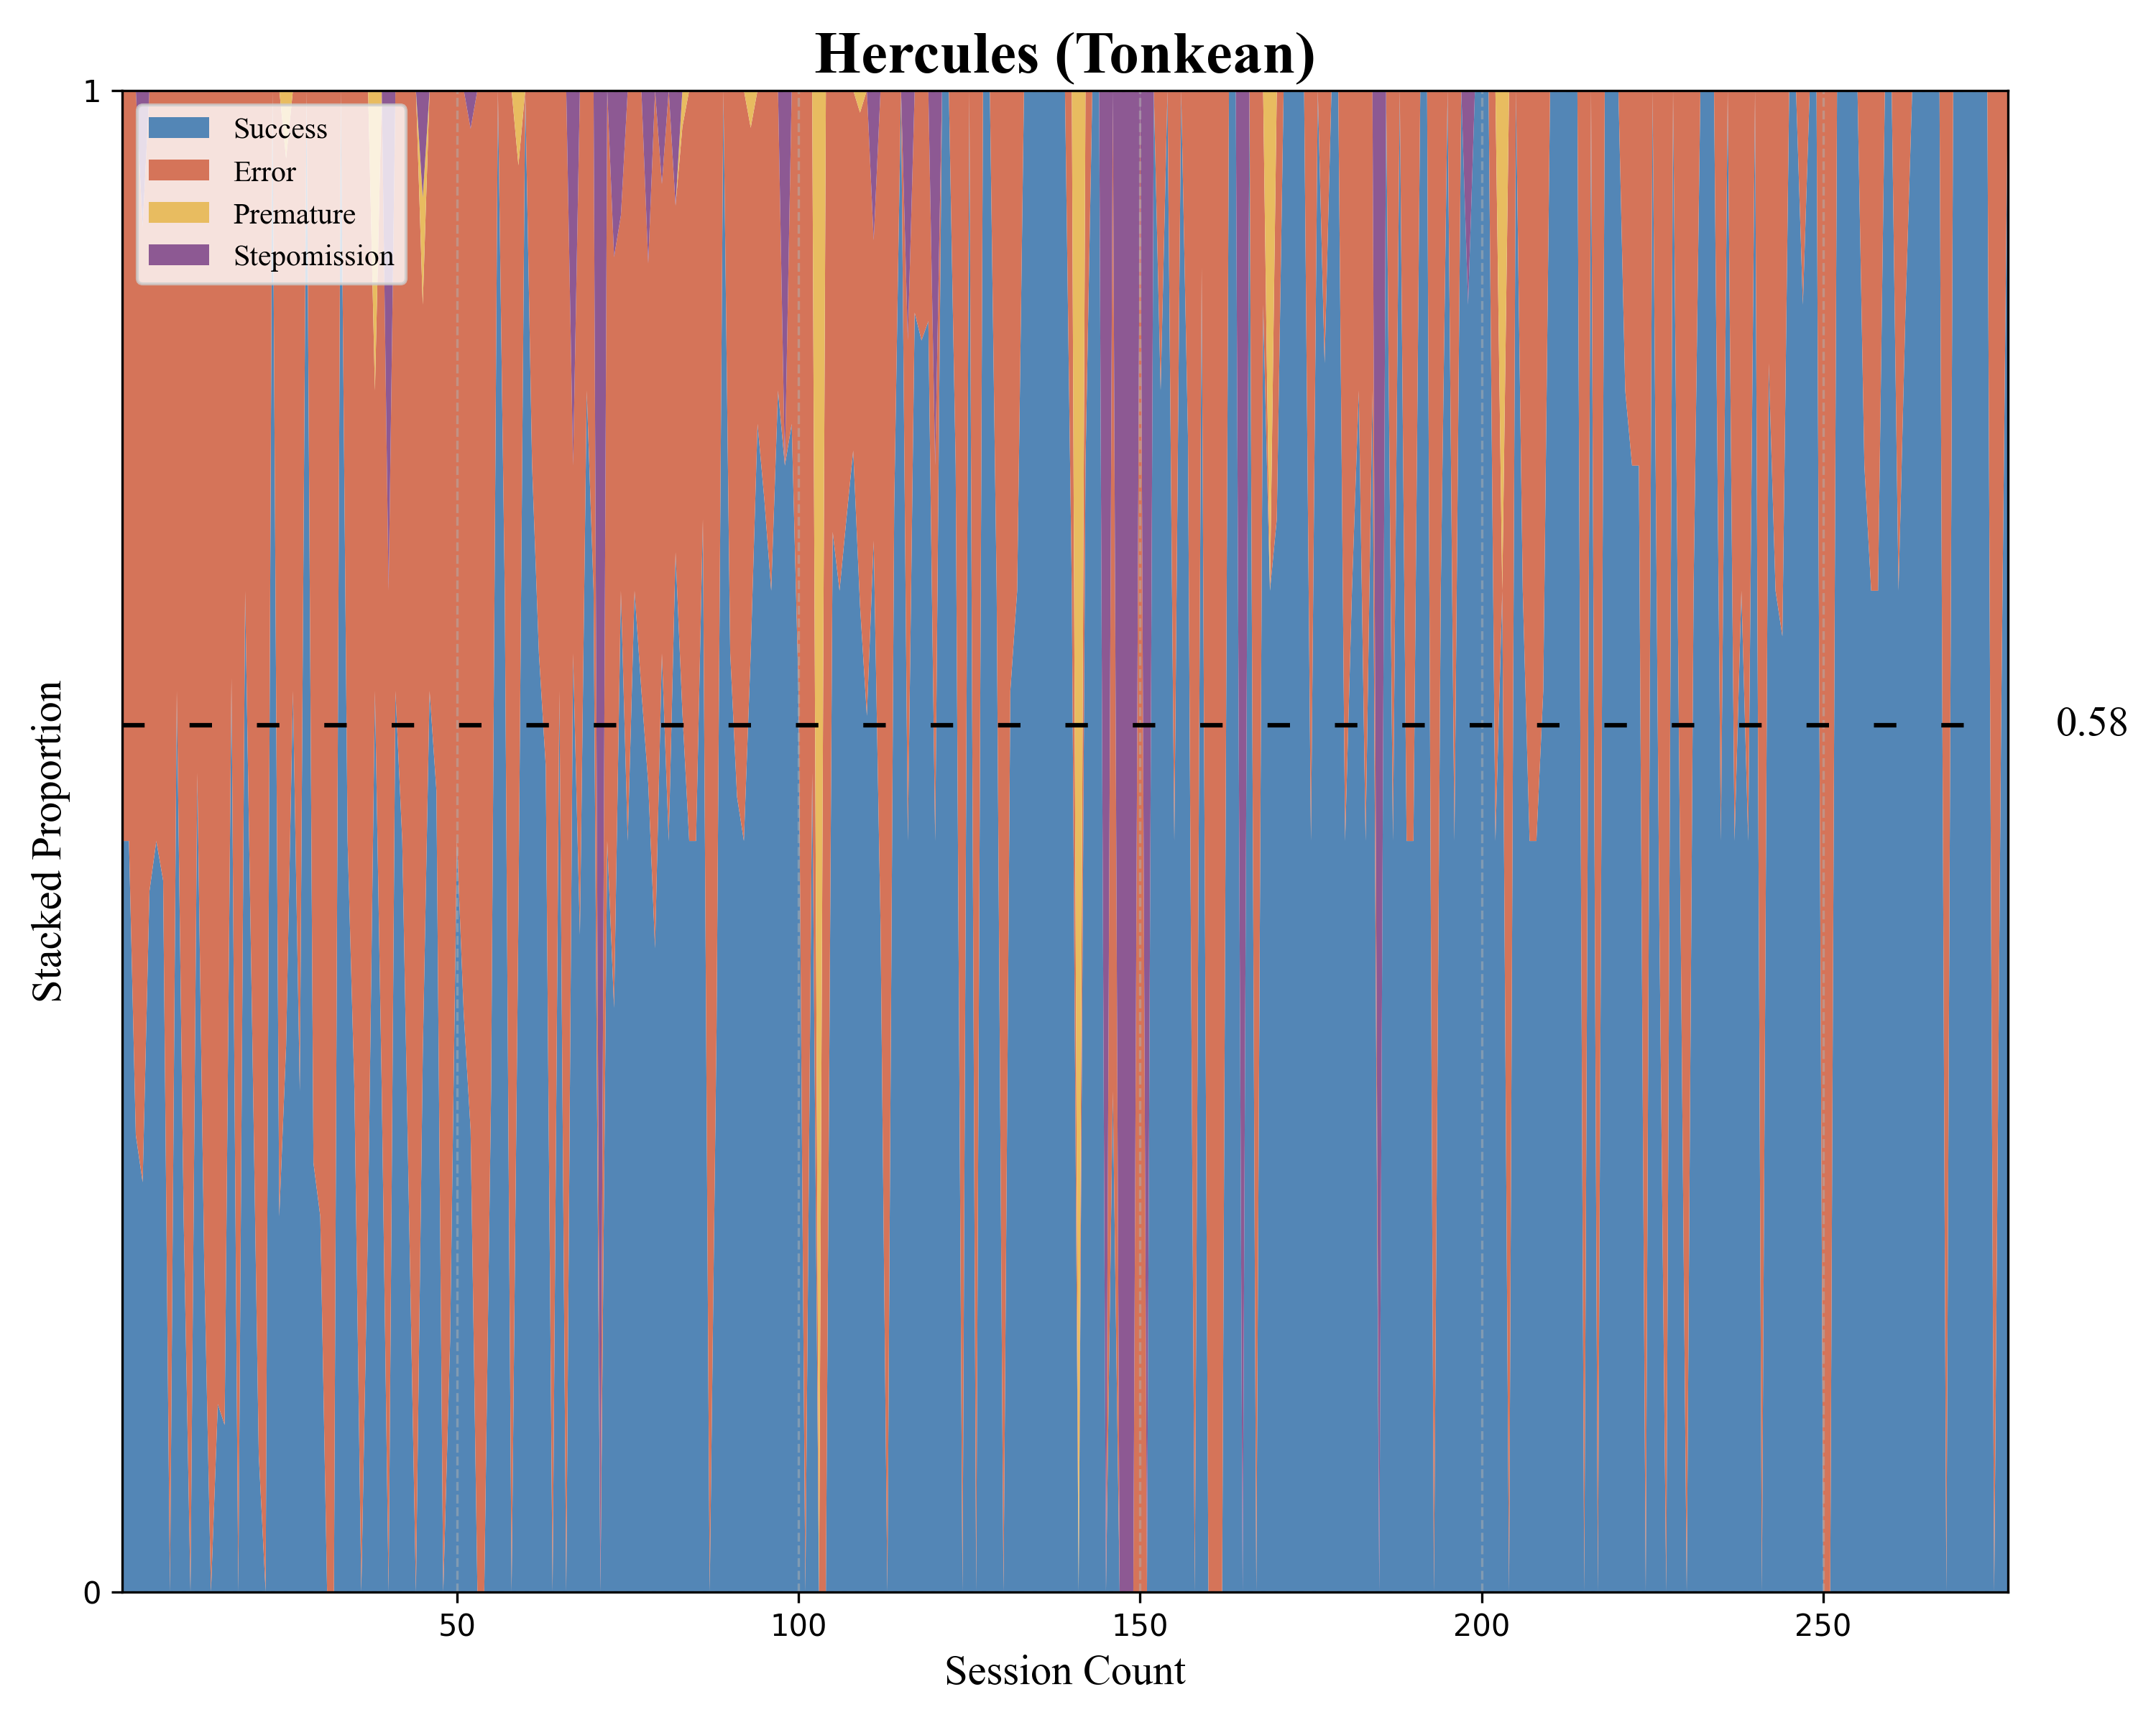 Hercules (Tonkean)
1
Success
Error
Premature
Stepomission
Stacked Proportion
0.58
0
50
100
150
200
250
Session Count